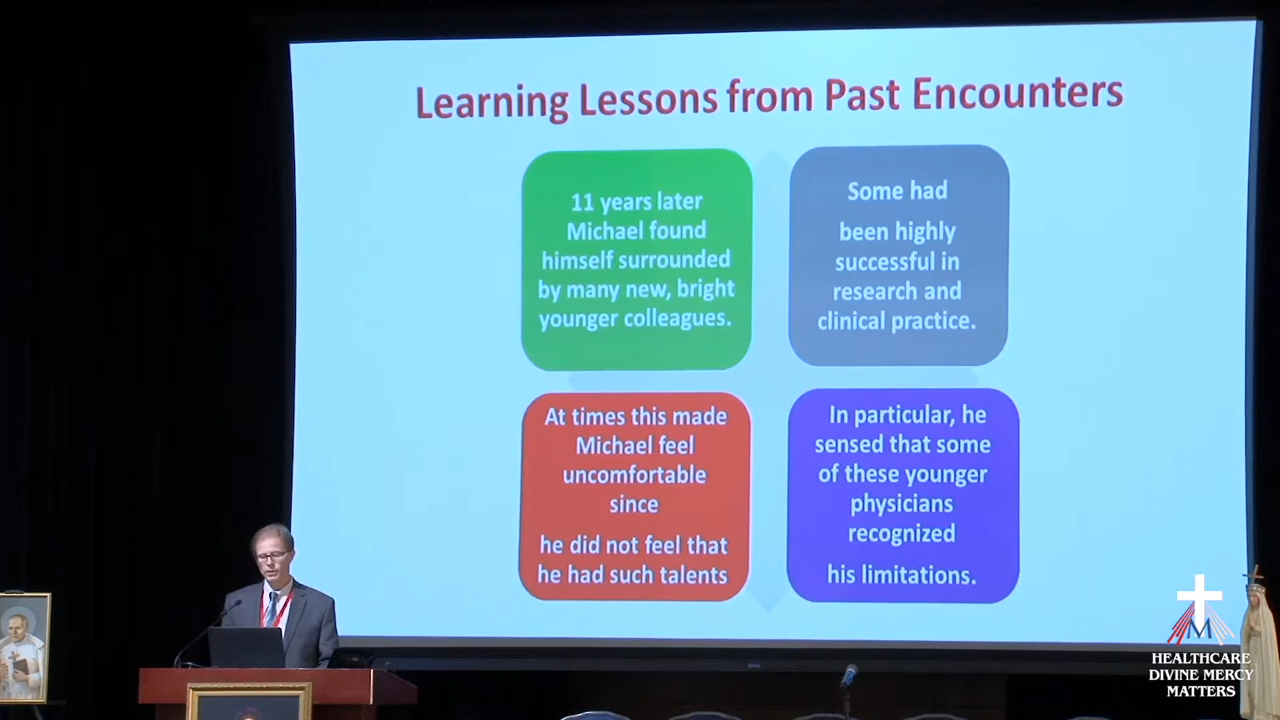 Learning Lessons from Past Encounters
11 years later
Michael found
himself surrounded
by many new, bright
younger colleagues.
Some had
been highly
successful in
research and
clinical practice.
At times this made
Michael feel
uncomfortable
since
he did not feel that
he had such talents
In particular, he
sensed that some
of these younger
physicians
recognized
his limitations.
M
HEALTHCARE
DIVINE MERCY
MATTERS